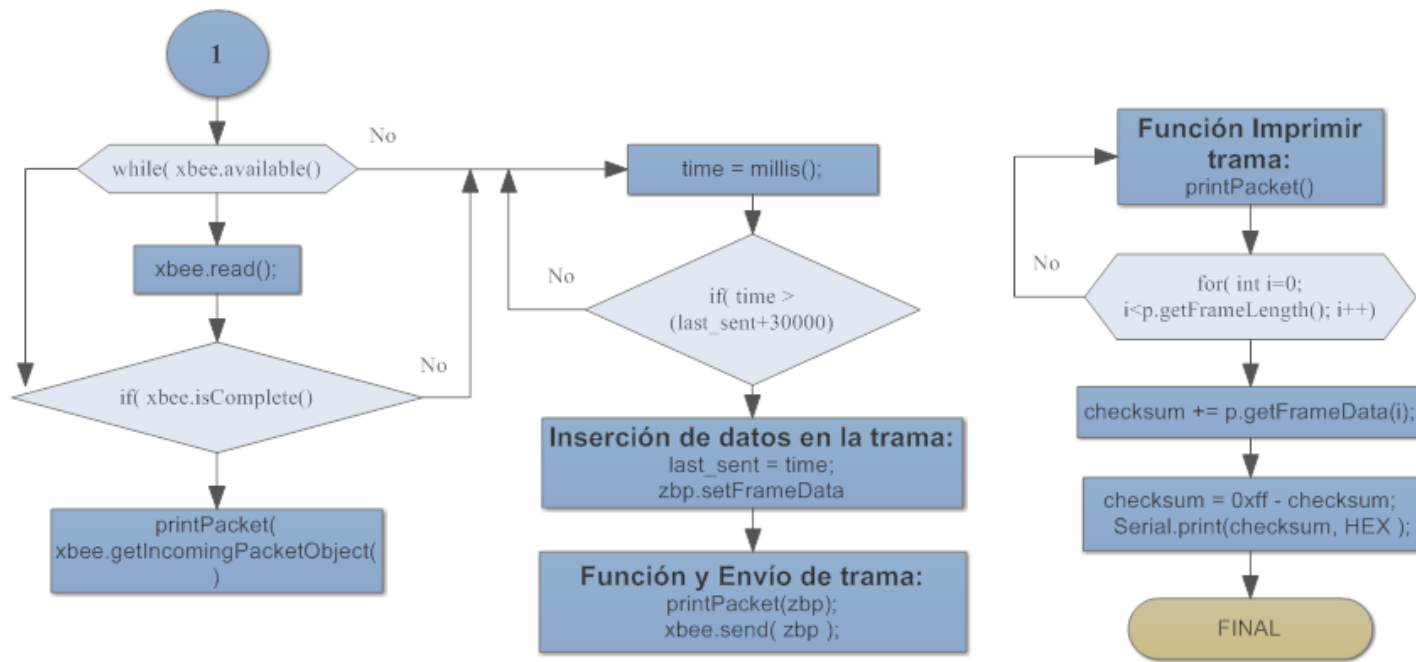 1
No
while( xbee.available()
xbee.read();
No
if( xbee.isComplete()
printPacket(
xbee.getIncomingPacketObject(
)
time = millis();
No
if( time >
(last_sent+30000)
Inserción de datos en la trama:
last_sent = time;
zbp.setFrameData
Función y Envío de trama:
printPacket(zbp);
xbee.send( zbp );
Función Imprimir
trama:
printPacket()
No
for( int i=0;
i<p.getFrameLength(); i++)
checksum += p.getFrameData(i);
checksum = 0xff - checksum;
Serial.print(checksum, HEX );
FINAL